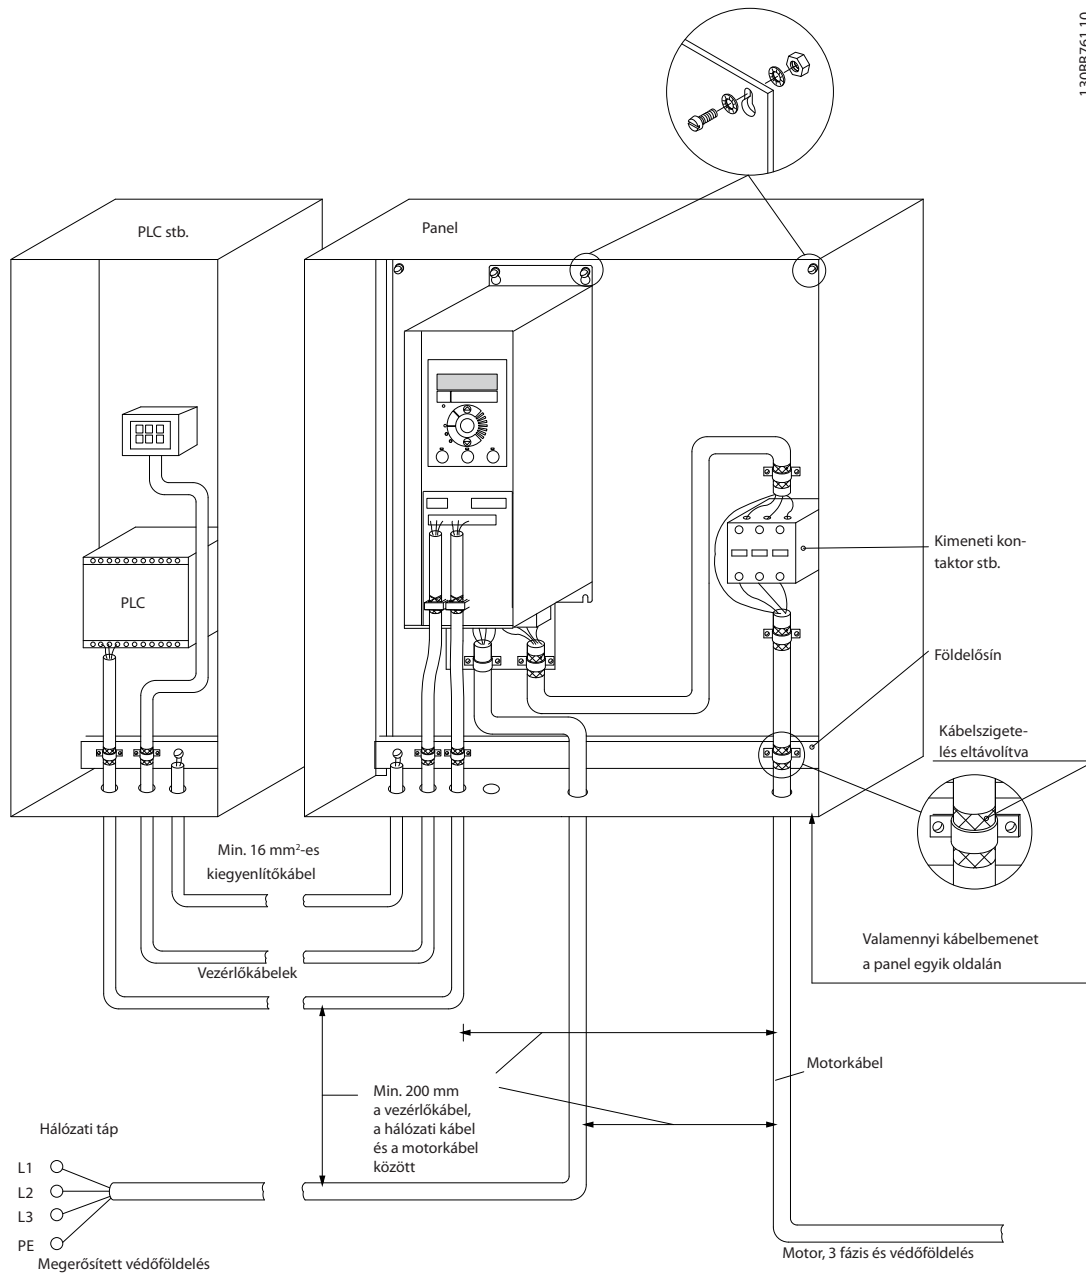 130BB761.10
PLC stb.
Panel
PLC
Kimeneti kon-
taktor stb.
Földelősín
Kábelszigete-
lés eltávolítva
Min. 16 mm²-es
kiegyenlítőkábel
Valamennyi kábelbemenet
a panel egyik oldalán
Vezérlőkábelek
Motorkábel
Min. 200 mm
a vezérlőkábel,
a hálózati kábel
és a motorkábel
között
Hálózati táp
L1
L2
L3
PE
Megerősített védőföldelés
Motor, 3 fázis és védőföldelés